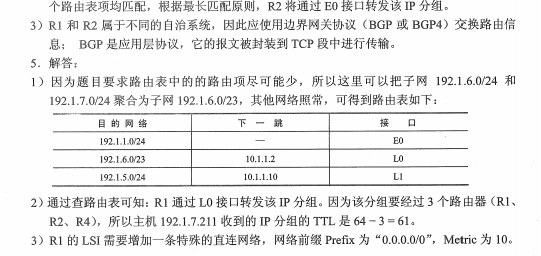 个路由表项均匹配，根据最长匹配原则，R2 将通过 E0 接口转发该 IP 分组。
3）R1 和 R2 属于不同的自治系统，因此应使用边界网关协议（BGP 或 BGP4）交换路由信
息； BGP 是应用层协议，它的报文被封装到 TCP 段中进行传输。
5．解答：
1）因为题目要求路由表中的的路由项尽可能少，所以这里可以把子网 192.1.6.0/24 和
192.1.7.0/24 聚合为子网 192.1.6.0/23，其他网络照常，可得到路由表如下：
目 的 网 络 下 一 跳 接 口
192.1.1.0/24 — E0
192.1.6.0/23 10.1.1.2 L0
192.1.5.0/24 10.1.1.10 L1
2）通过查路由表可知：R1 通过 L0 接口转发该 IP 分组。因为该分组要经过 3 个路由器（R1、
R2、R4），所以主机 192.1.7.211 收到的 IP 分组的 TTL 是 64－3＝61。
3）R1 的 LSI 需要增加一条特殊的直连网络，网络前缀 Prefix 为“0.0.0.0/0”，Metric 为 10。